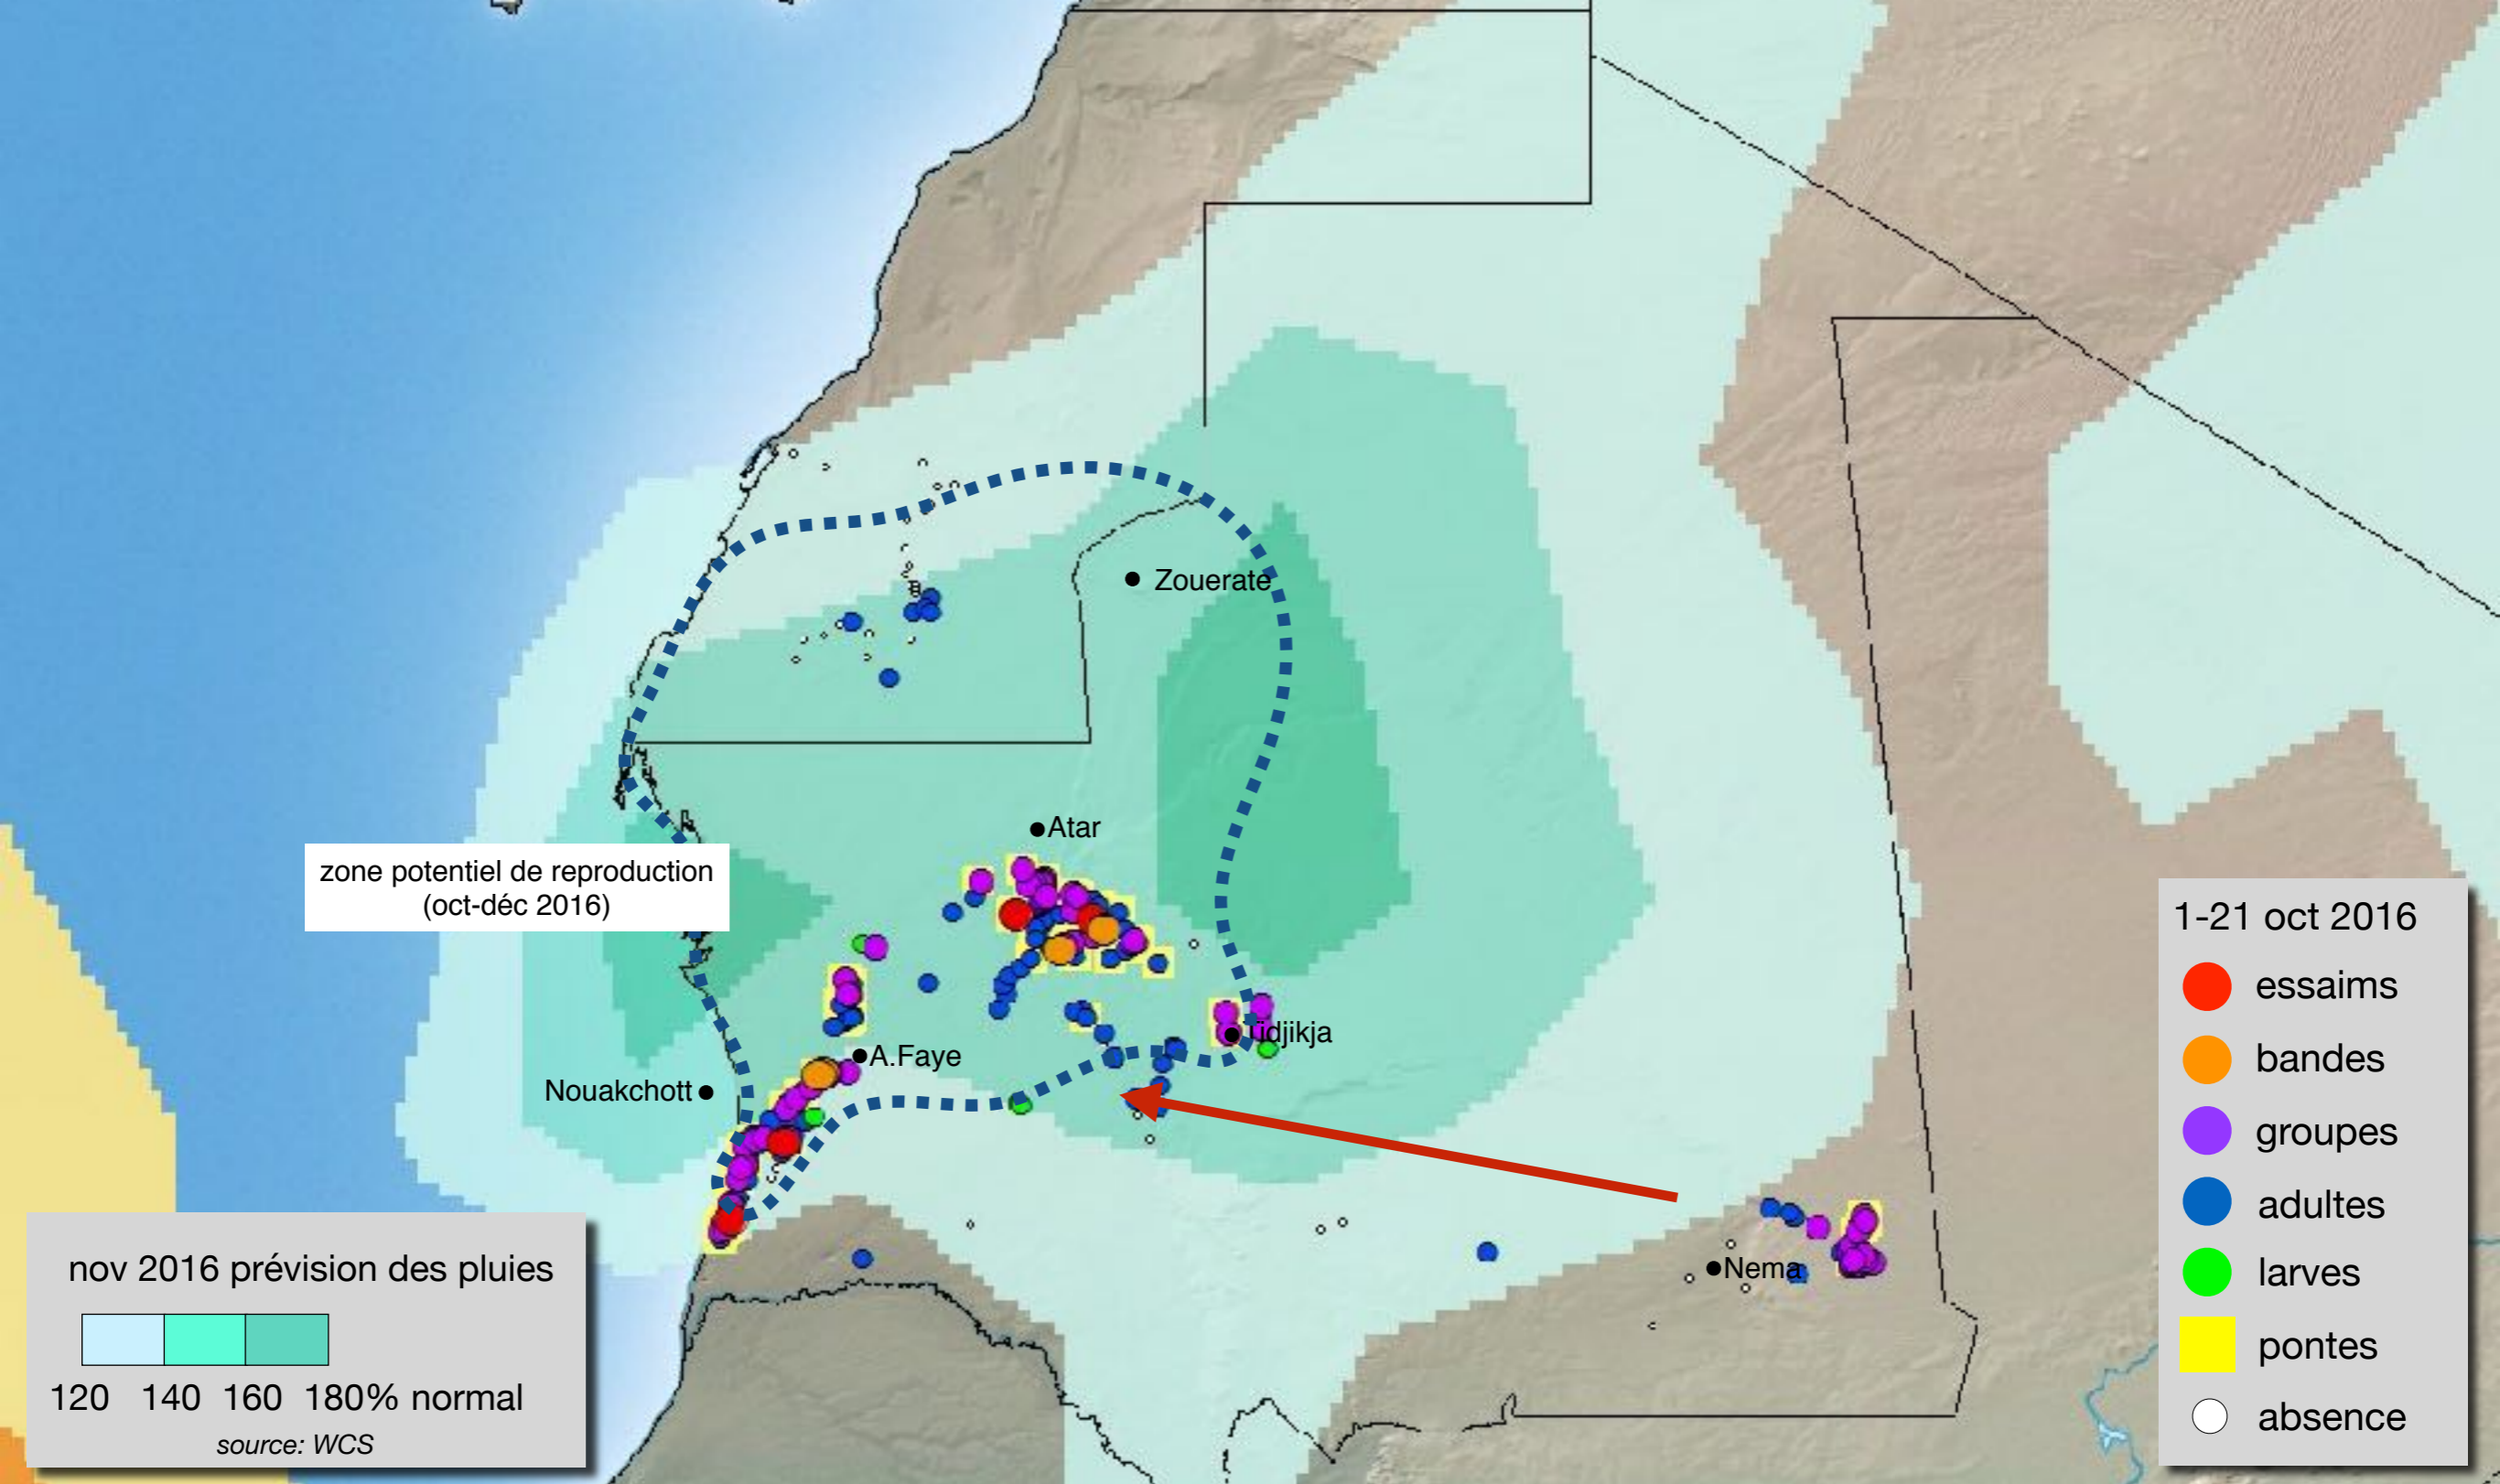 Zouerate
Atar
zone potentiel de reproduction
(oct-déc 2016)
Tidjikja
A.Faye
Nouakchott
Nema
nov 2016 prévision des pluies
120 140 160 180% normal
source: WCS
1-21 oct 2016
essaims
bandes
groupes
adultes
larves
pontes
absence